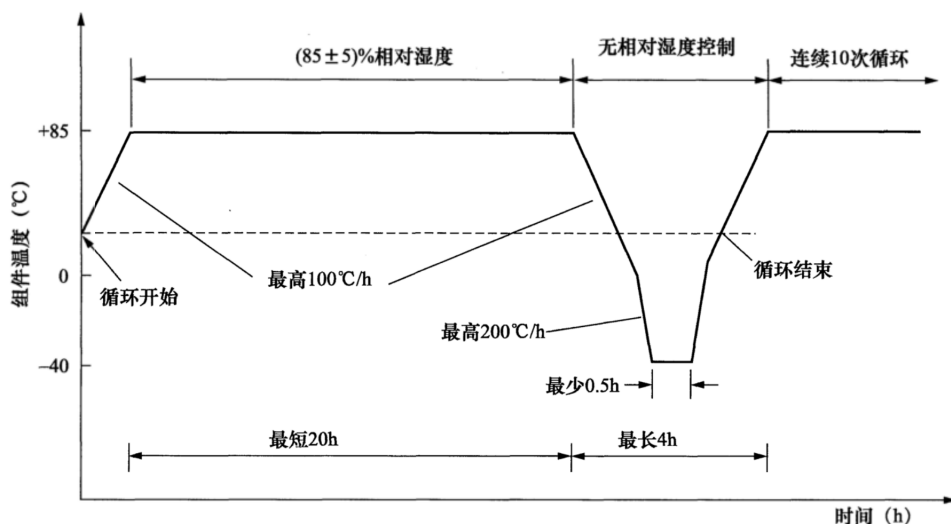 (85±5)%相对湿度
无相对湿度控制
连续10次循环
+85
0
−40
组件温度（℃）
循环开始
最高100℃/h
最高200℃/h
循环结束
最少0.5h
最短20h
最长4h
时间（h）